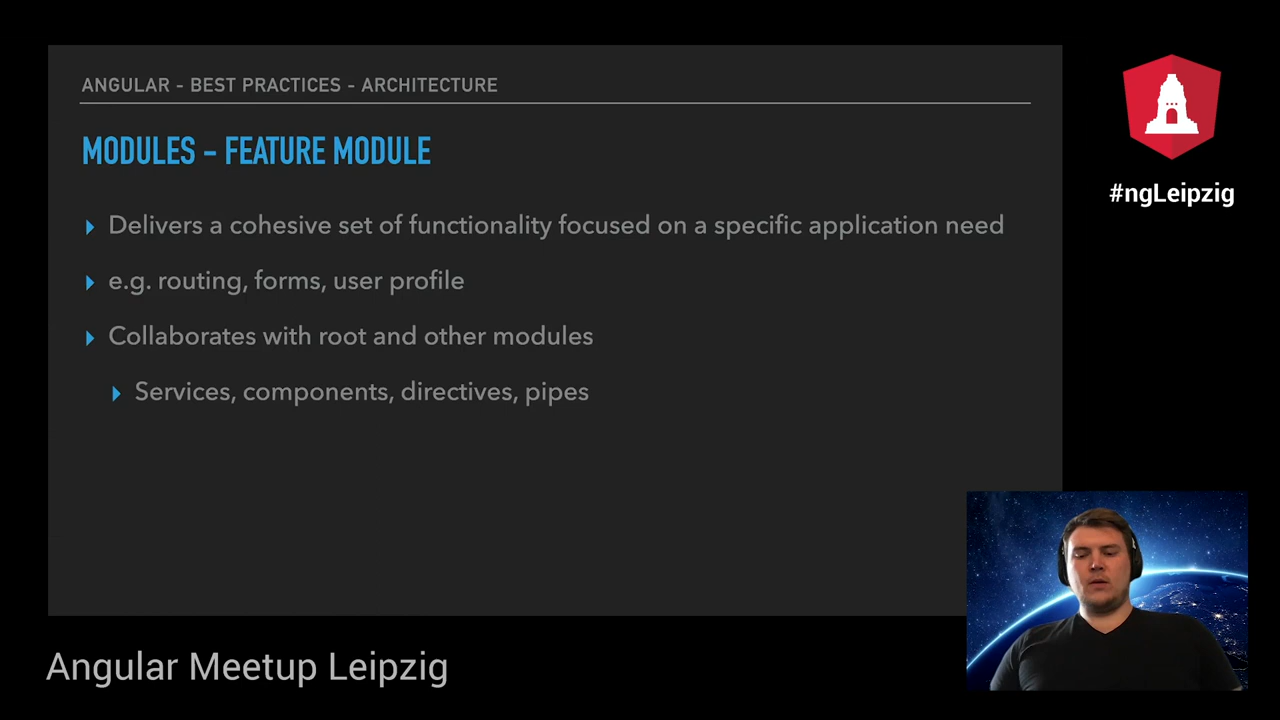 ANGULAR - BEST PRACTICES - ARCHITECTURE
MODULES - FEATURE MODULE
Delivers a cohesive set of functionality focused on a specific application need
e.g. routing, forms, user profile
Collaborates with root and other modules
Services, components, directives, pipes
#ngLeipzig
Angular Meetup Leipzig